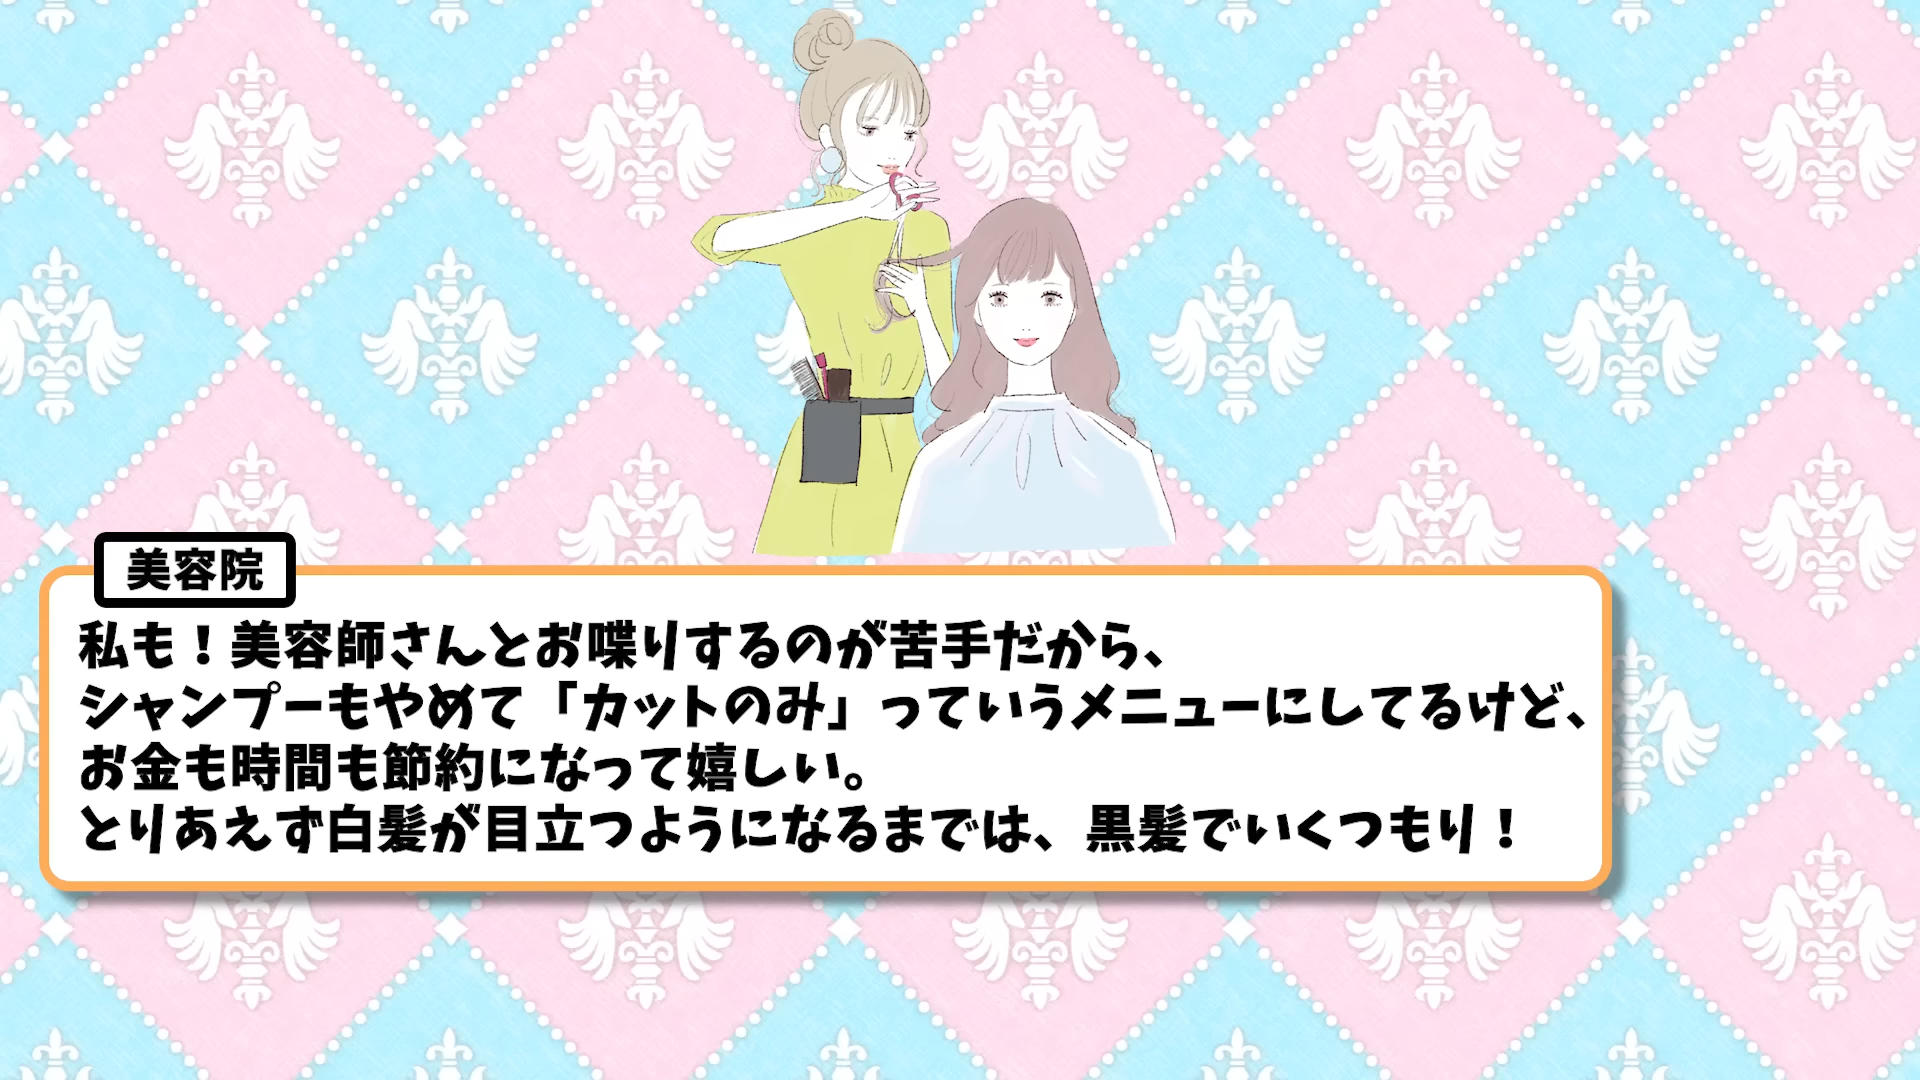 美容院
私も！美容師さんとお喋りするのが苦手だから、
シャンプーもやめて「カットのみ」っていうメニューにしてるけど、
お金も時間も節約になって嬉しい。
とりあえず白髪が目立つようになるまでは、黒髪でいくつもり！